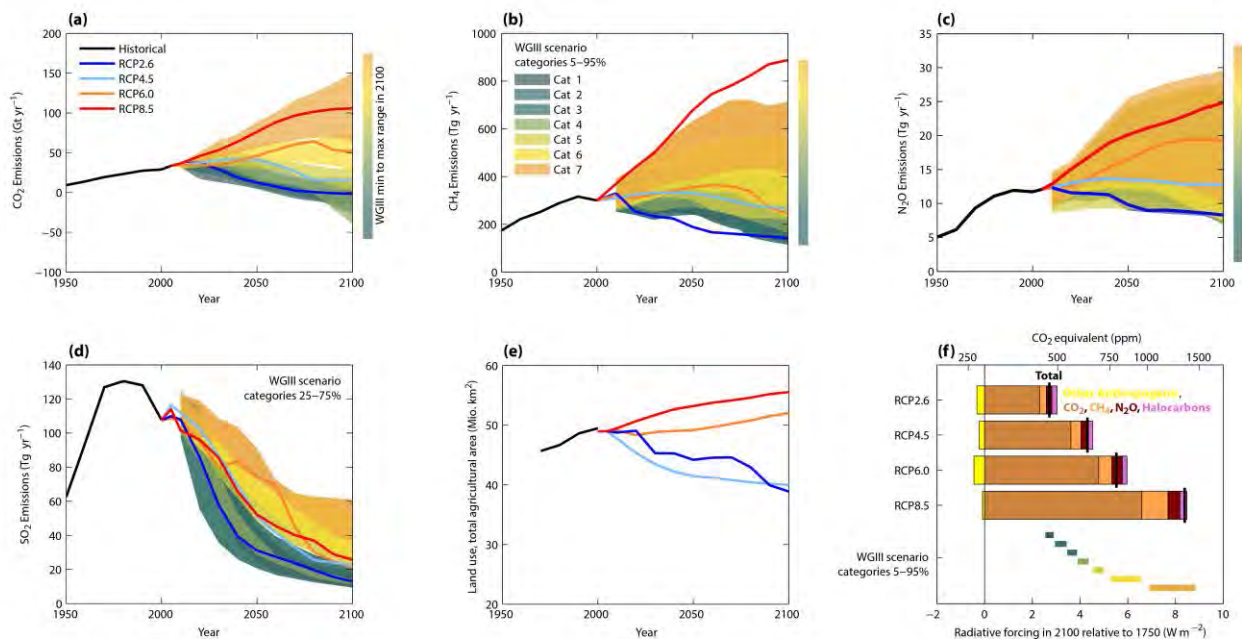 (a)
CO2 Emissions (Gt yr−1)
200
150
100
50
0
−50
−100
1950
2000
2050
2100
Year
Historical
RCP2.6
RCP4.5
RCP6.0
RCP8.5
WGIII min to max range in 2100
(b)
CH4 Emissions (Tg yr−1)
1000
800
600
400
200
0
1950
2000
2050
2100
Year
WGIII scenario
categories 5−95%
Cat 1
Cat 2
Cat 3
Cat 4
Cat 5
Cat 6
Cat 7
(c)
N2O Emissions (Tg yr−1)
35
30
25
20
15
10
5
0
1950
2000
2050
2100
Year
(d)
SO2 Emissions (Tg yr−1)
140
120
100
80
60
40
20
0
1950
2000
2050
2100
Year
WGIII scenario
categories 25−75%
(e)
Land use, total agricultural area (Mio. km2)
60
50
40
30
20
1950
2000
2050
2100
Year
(f)
CO2 equivalent (ppm)
250
500
750
1000
1500
Total
Other Anthropogenic,
CO2, CH4, N2O, Halocarbons
RCP2.6
RCP4.5
RCP6.0
RCP8.5
WGIII scenario
categories 5−95%
−2
0
2
4
6
8
10
Radiative forcing in 2100 relative to 1750 (W m−2)